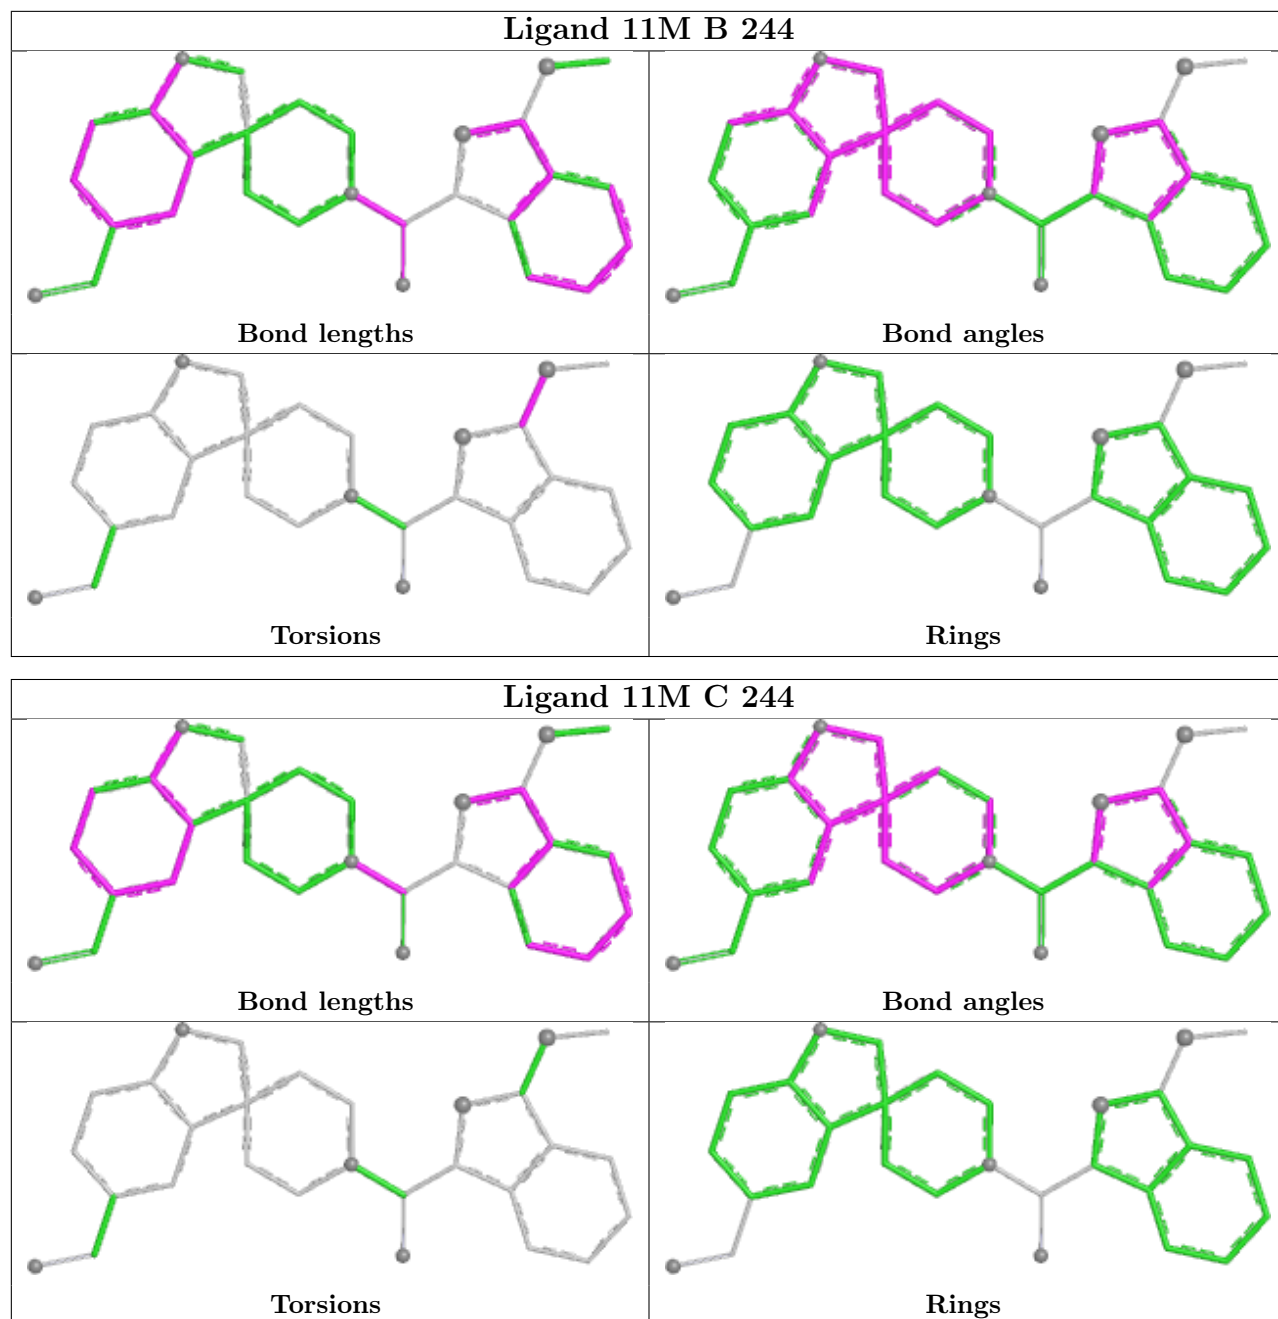 Ligand 11M B 244
Bond lengths
Bond angles
Torsions
Rings
Ligand 11M C 244
Bond lengths
Bond angles
Torsions
Rings